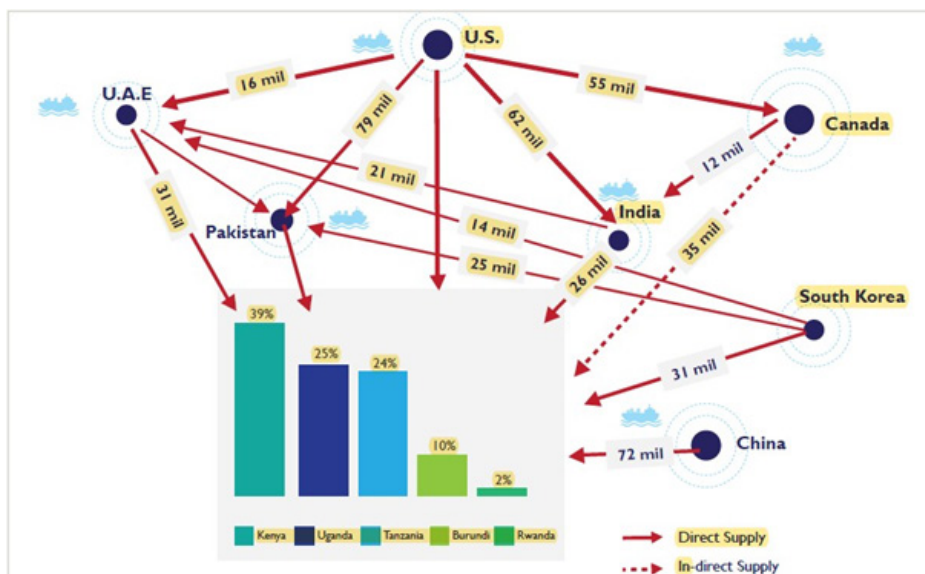 U.S.
16 mil
55 mil
U.A.E
79 mil
62 mil
Canada
12 mil
21 mil
31 mil
India
Pakistan
14 mil
35 mil
25 mil
26 mil
South Korea
39%
25%
24%
31 mil
10%
China
72 mil
2%
Kenya
Uganda
Tanzania
Burundi
Rwanda
Direct Supply
In-direct Supply